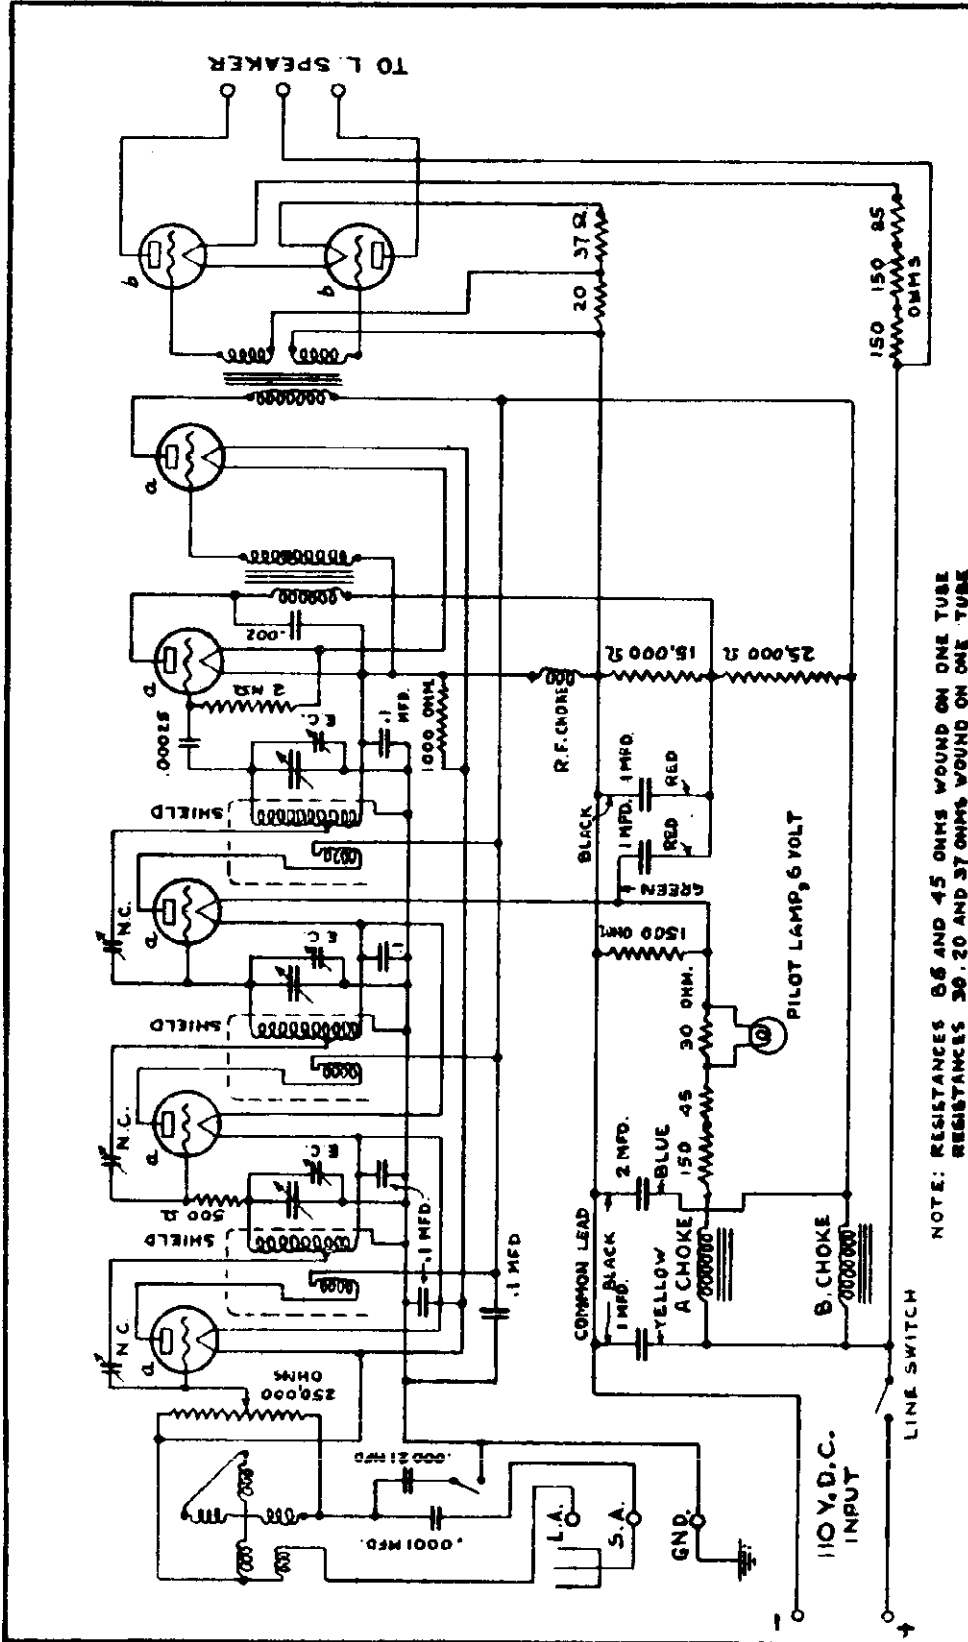 TO L. SPEAKER
b
b
a
a
a
a
a
37 Ω
20
150
150
85
OHMS
.002
2 MΩ
.00025
E.C.
.1 MFD.
1000 OHM
SHIELD
N.C.
R.F. CHOKE
15,000 Ω
25,000 Ω
BLACK
1 MFD.
RED
1 MFD.
RED
GREEN
1500 OHM
E.C.
.1
SHIELD
N.C.
30 OHM.
PILOT LAMP, 6 VOLT
45
150
2 MFD.
BLUE
500 Ω
E.C.
.1 MFD.
SHIELD
N.C.
.1 MFD
COMMON LEAD
BLACK
1 MFD.
YELLOW
A CHOKE
B. CHOKE
250,000
OHMS
.00021 MFD
.0001 MFD.
L.A.
S.A.
GND.
110 V. D.C.
INPUT
-
+
LINE SWITCH
NOTE: RESISTANCES 85 AND 45 OHMS WOUND ON ONE TUBE
RESISTANCES 30, 20 AND 37 OHMS WOUND ON ONE TUBE